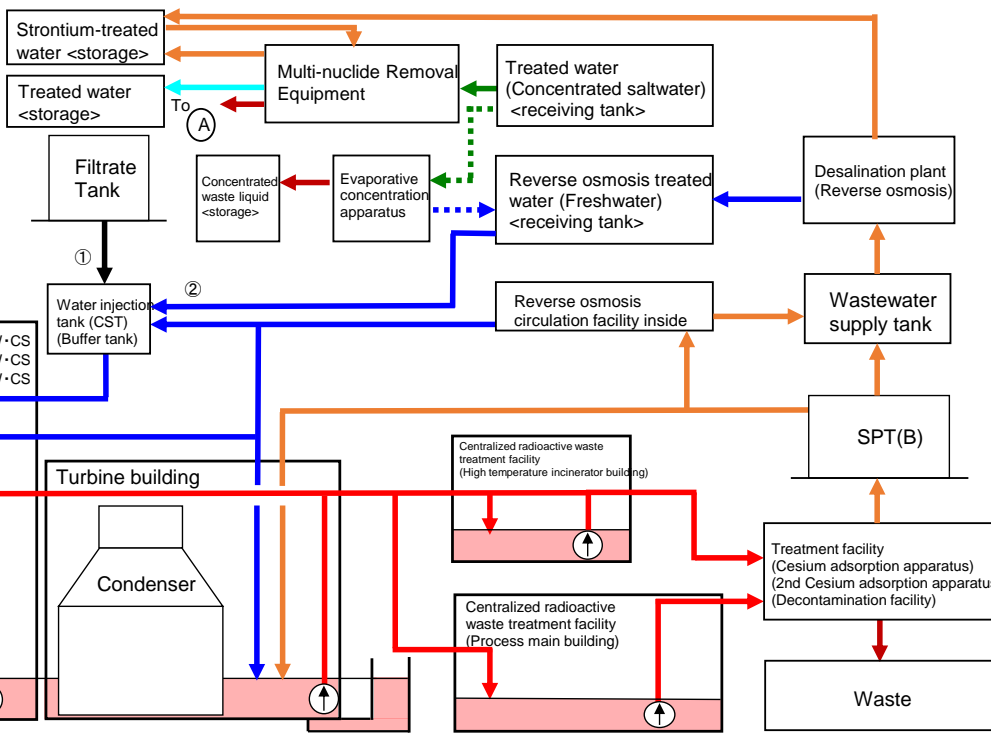 Strontium-treated
water <storage>
Treated water
<storage>
To
A
Multi-nuclide Removal
Equipment
Treated water
(Concentrated saltwater)
<receiving tank>
Filtrate
Tank
Concentrated
waste liquid
<storage>
Evaporative
concentration
apparatus
Reverse osmosis treated
water (Freshwater)
<receiving tank>
Desalination plant
(Reverse osmosis)
①
②
Water injection
tank (CST)
(Buffer tank)
Reverse osmosis
circulation facility inside
Wastewater
supply tank
・CS
・CS
・CS
SPT(B)
Turbine building
Condenser
Centralized radioactive waste
treatment facility
(High temperature incinerator building)
Treatment facility
(Cesium adsorption apparatus)
(2nd Cesium adsorption apparatus
(Decontamination facility)
Centralized radioactive
waste treatment facility
(Process main building)
Waste